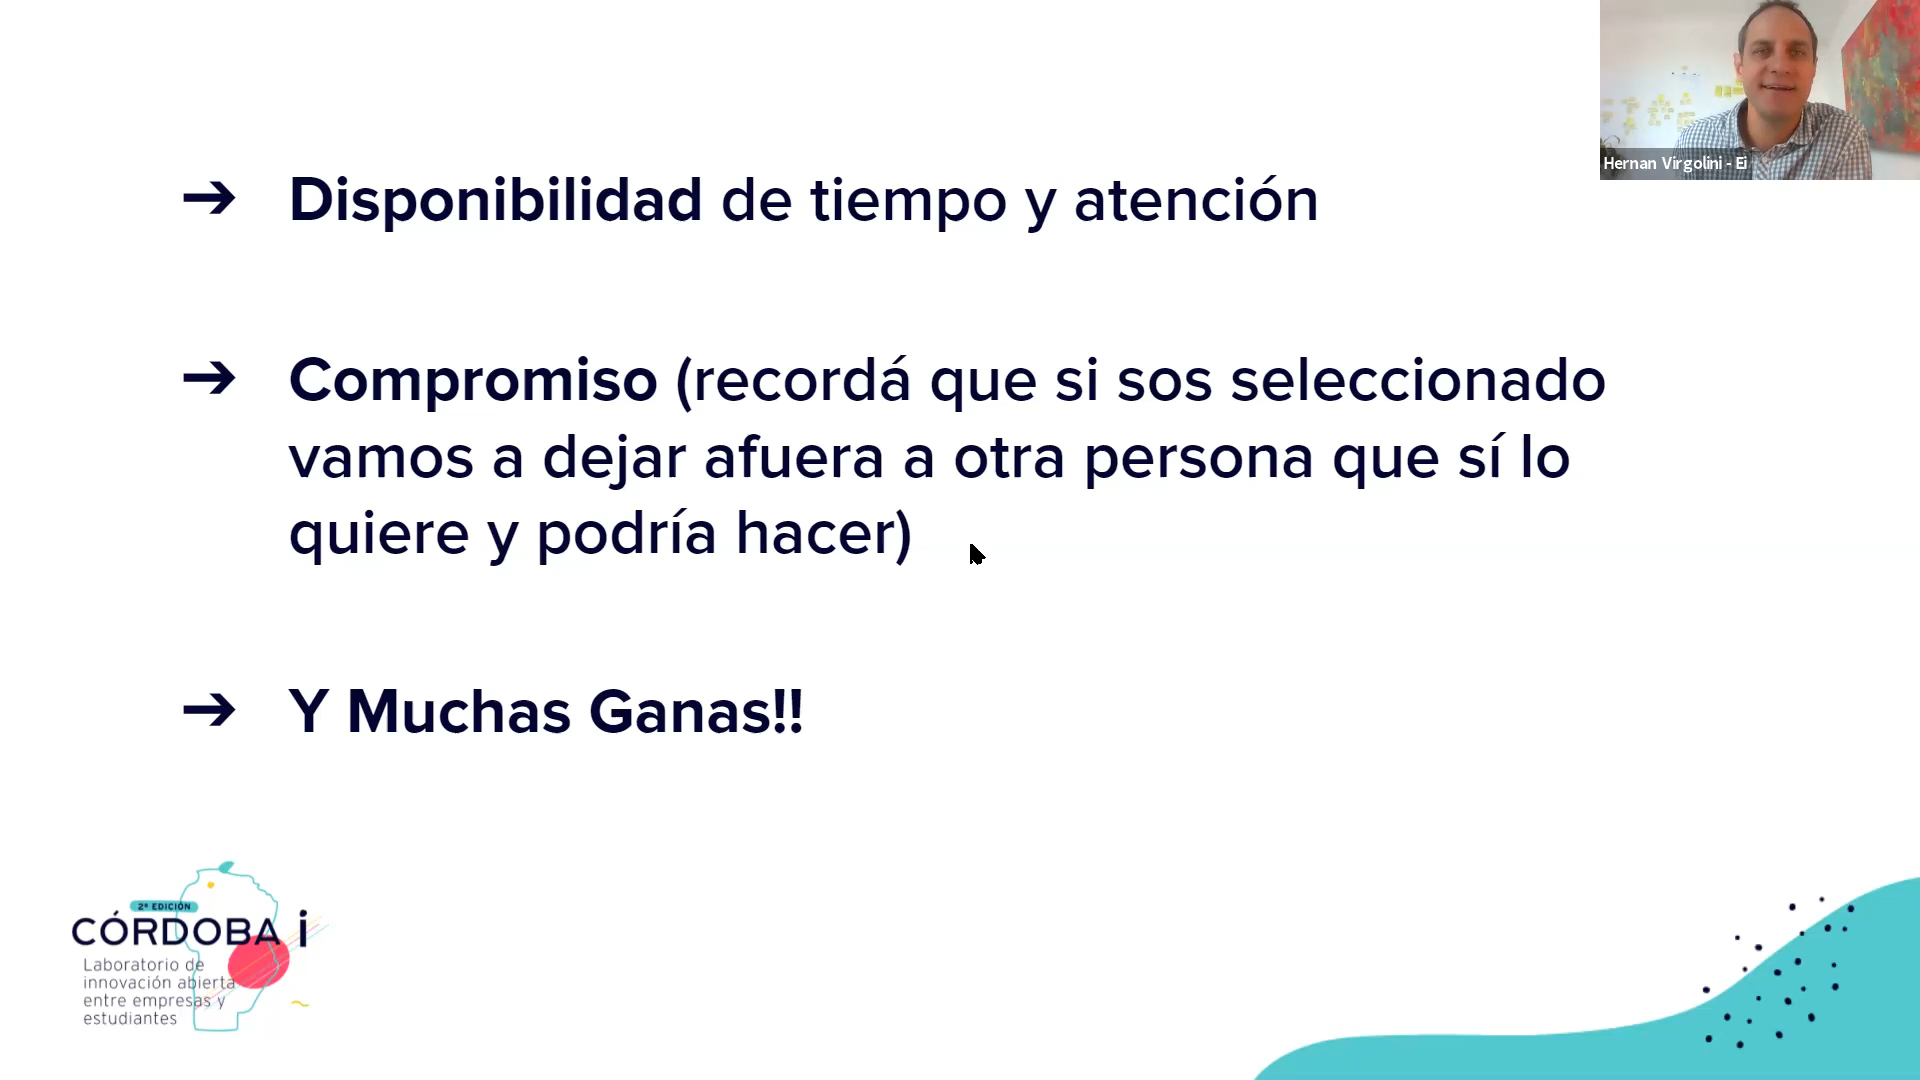 Hernan Virgolini - Ei
➔ Disponibilidad de tiempo y atención
➔ Compromiso (recordá que si sos seleccionado
vamos a dejar afuera a otra persona que sí lo
quiere y podría hacer)
➔ Y Muchas Ganas!!
2ª EDICIÓN
CÓRDOBA i
Laboratorio de
innovación abierta
entre empresas y
estudiantes